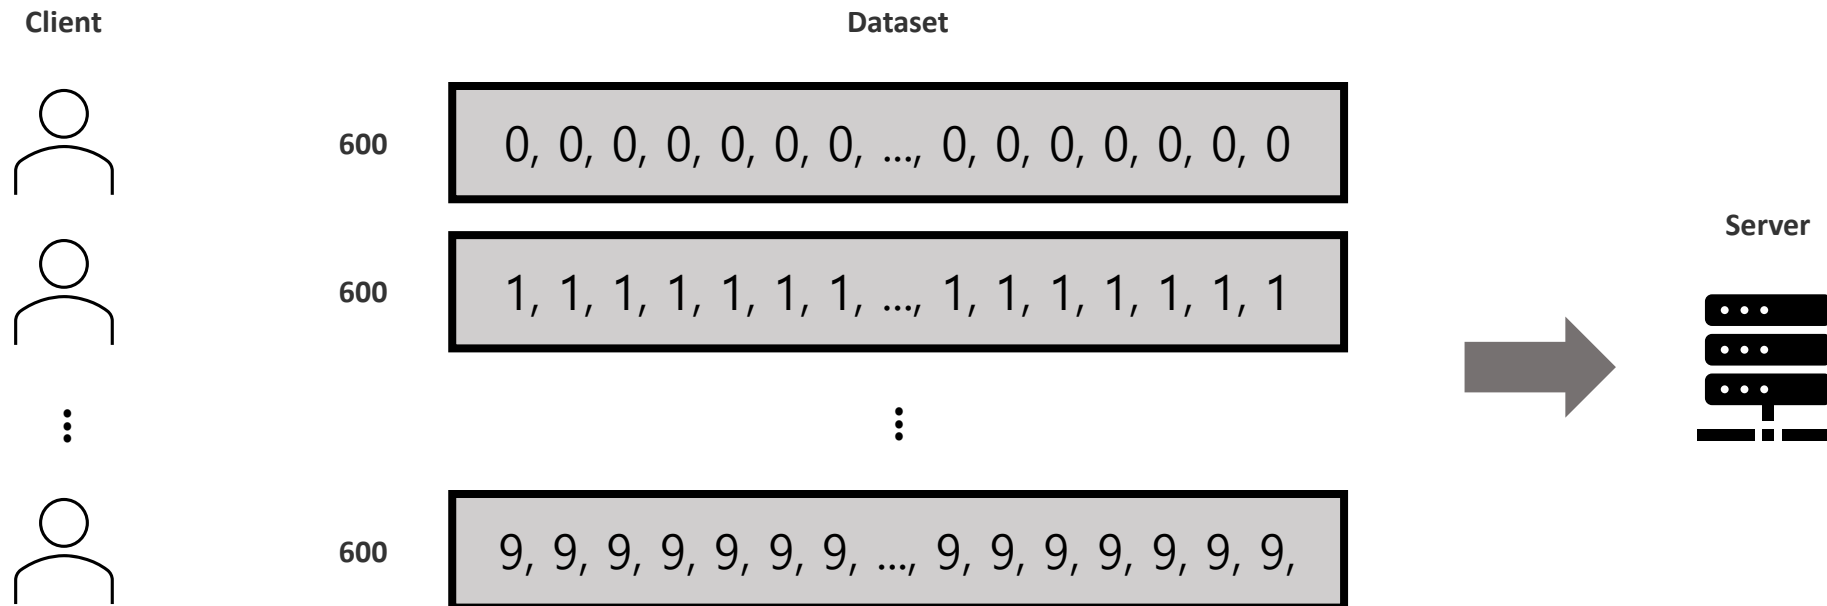 Client
Dataset
600
0, 0, 0, 0, 0, 0, 0, ..., 0, 0, 0, 0, 0, 0, 0
Server
600
1, 1, 1, 1, 1, 1, 1, ..., 1, 1, 1, 1, 1, 1, 1
600
9, 9, 9, 9, 9, 9, 9, ..., 9, 9, 9, 9, 9, 9, 9,